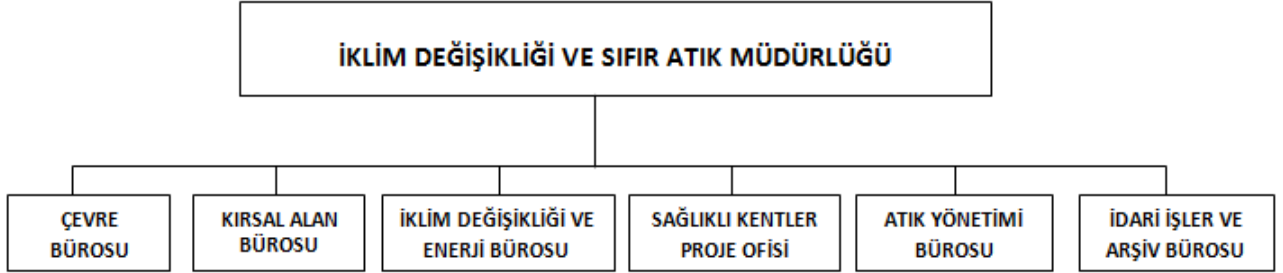 İKLİM DEĞİŞİKLİĞİ VE SIFIR ATIK MÜDÜRLÜĞÜ
ÇEVRE
BÜROSU
KIRSAL ALAN
BÜROSU
İKLİM DEĞİŞİKLİĞİ VE
ENERJİ BÜROSU
SAĞLIKLI KENTLER
PROJE OFİSİ
ATIK YÖNETİMİ
BÜROSU
İDARİ İŞLER VE
ARŞİV BÜROSU